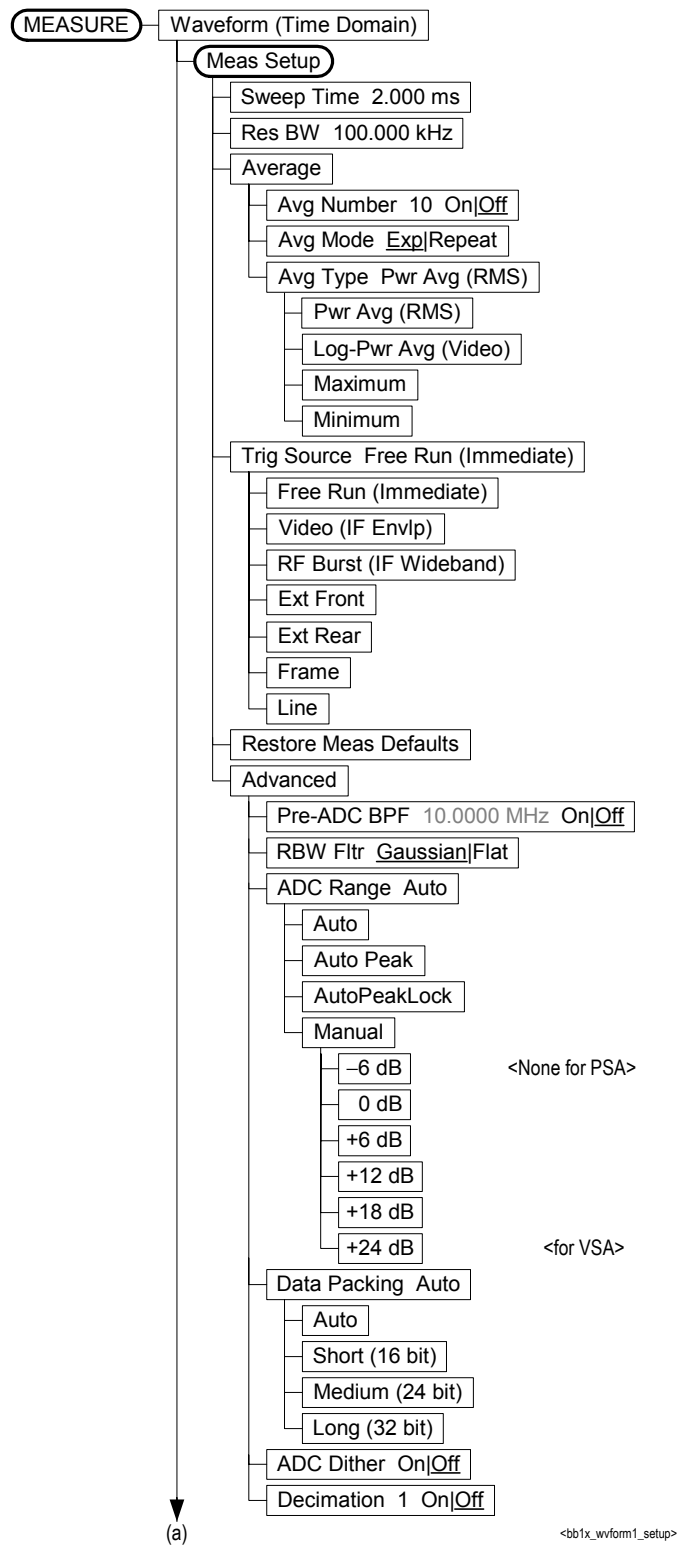 MEASURE Waveform (Time Domain)
Meas Setup
Sweep Time 2.000 ms
Res BW 100.000 kHz
Average
Avg Number 10 On|Off
Avg Mode Exp|Repeat
Avg Type Pwr Avg (RMS)
Pwr Avg (RMS)
Log-Pwr Avg (Video)
Maximum
Minimum
Trig Source Free Run (Immediate)
Free Run (Immediate)
Video (IF Envlp)
RF Burst (IF Wideband)
Ext Front
Ext Rear
Frame
Line
Restore Meas Defaults
Advanced
Pre-ADC BPF 10.0000 MHz On|Off
RBW Fltr Gaussian|Flat
ADC Range Auto
Auto
Auto Peak
AutoPeakLock
Manual
–6 dB <None for PSA>
0 dB
+6 dB
+12 dB
+18 dB
+24 dB <for VSA>
Data Packing Auto
Auto
Short (16 bit)
Medium (24 bit)
Long (32 bit)
ADC Dither On|Off
Decimation 1 On|Off
(a) <bb1x_wvform1_setup>